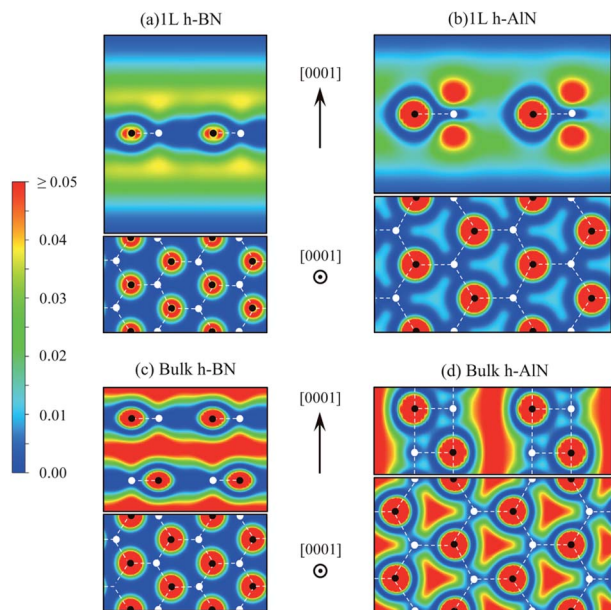 (a)1L h-BN
(b) 1L h-AlN
[0001]
≥ 0.05
0.04
0.03
0.02
0.01
0.00
[0001]
(c) Bulk h-BN
(d) Bulk h-AlN
[0001]
[0001]